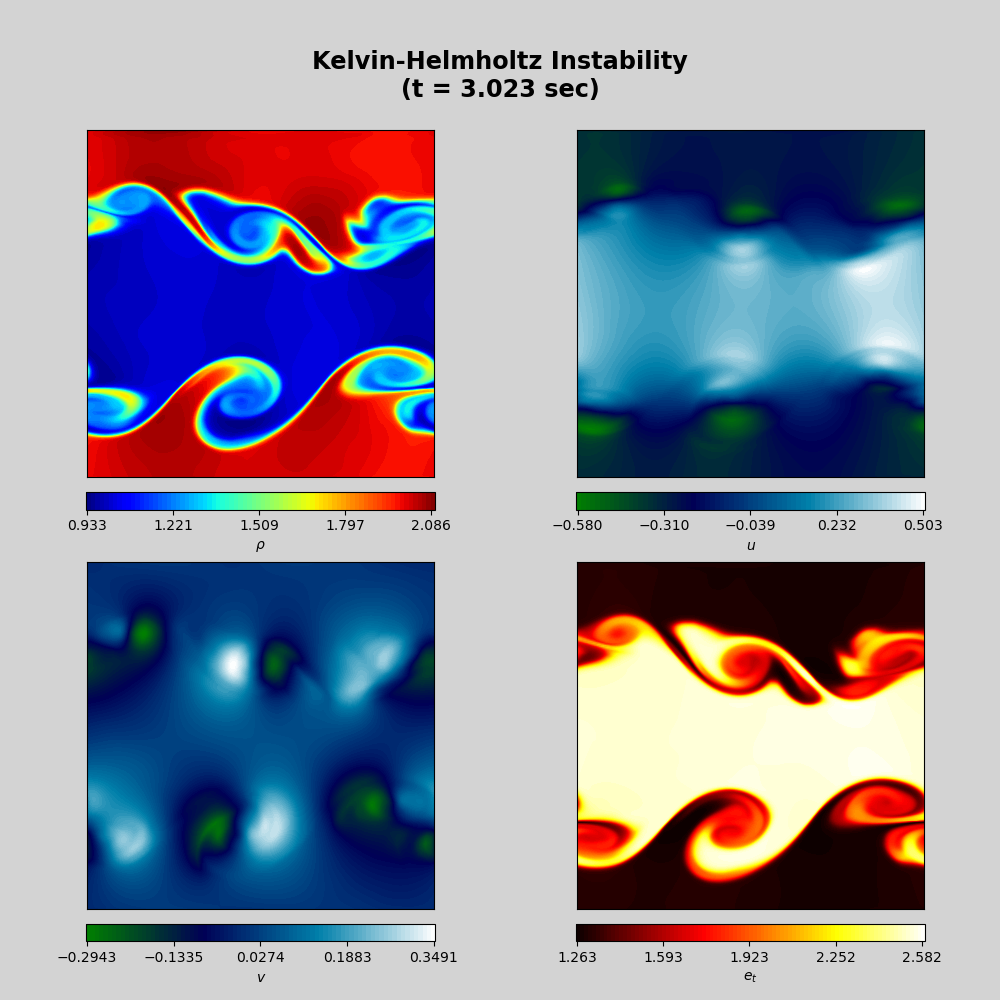 Kelvin-Helmholtz Instability
(t = 3.023 sec)
0.933 1.221 1.509 1.797 2.086
ρ
−0.580 −0.310 −0.039 0.232 0.503
u
−0.2943 −0.1335 0.0274 0.1883 0.3491
v
1.263 1.593 1.923 2.252 2.582
e_t